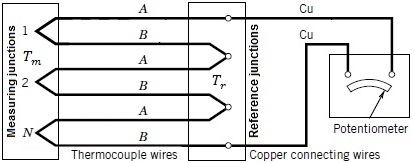 A
Cu
1
B
Cu
Measuring junctions
T_m
A
Reference junctions
2
B
T_r
A
N
B
Potentiometer
Thermocouple wires
Copper connecting wires